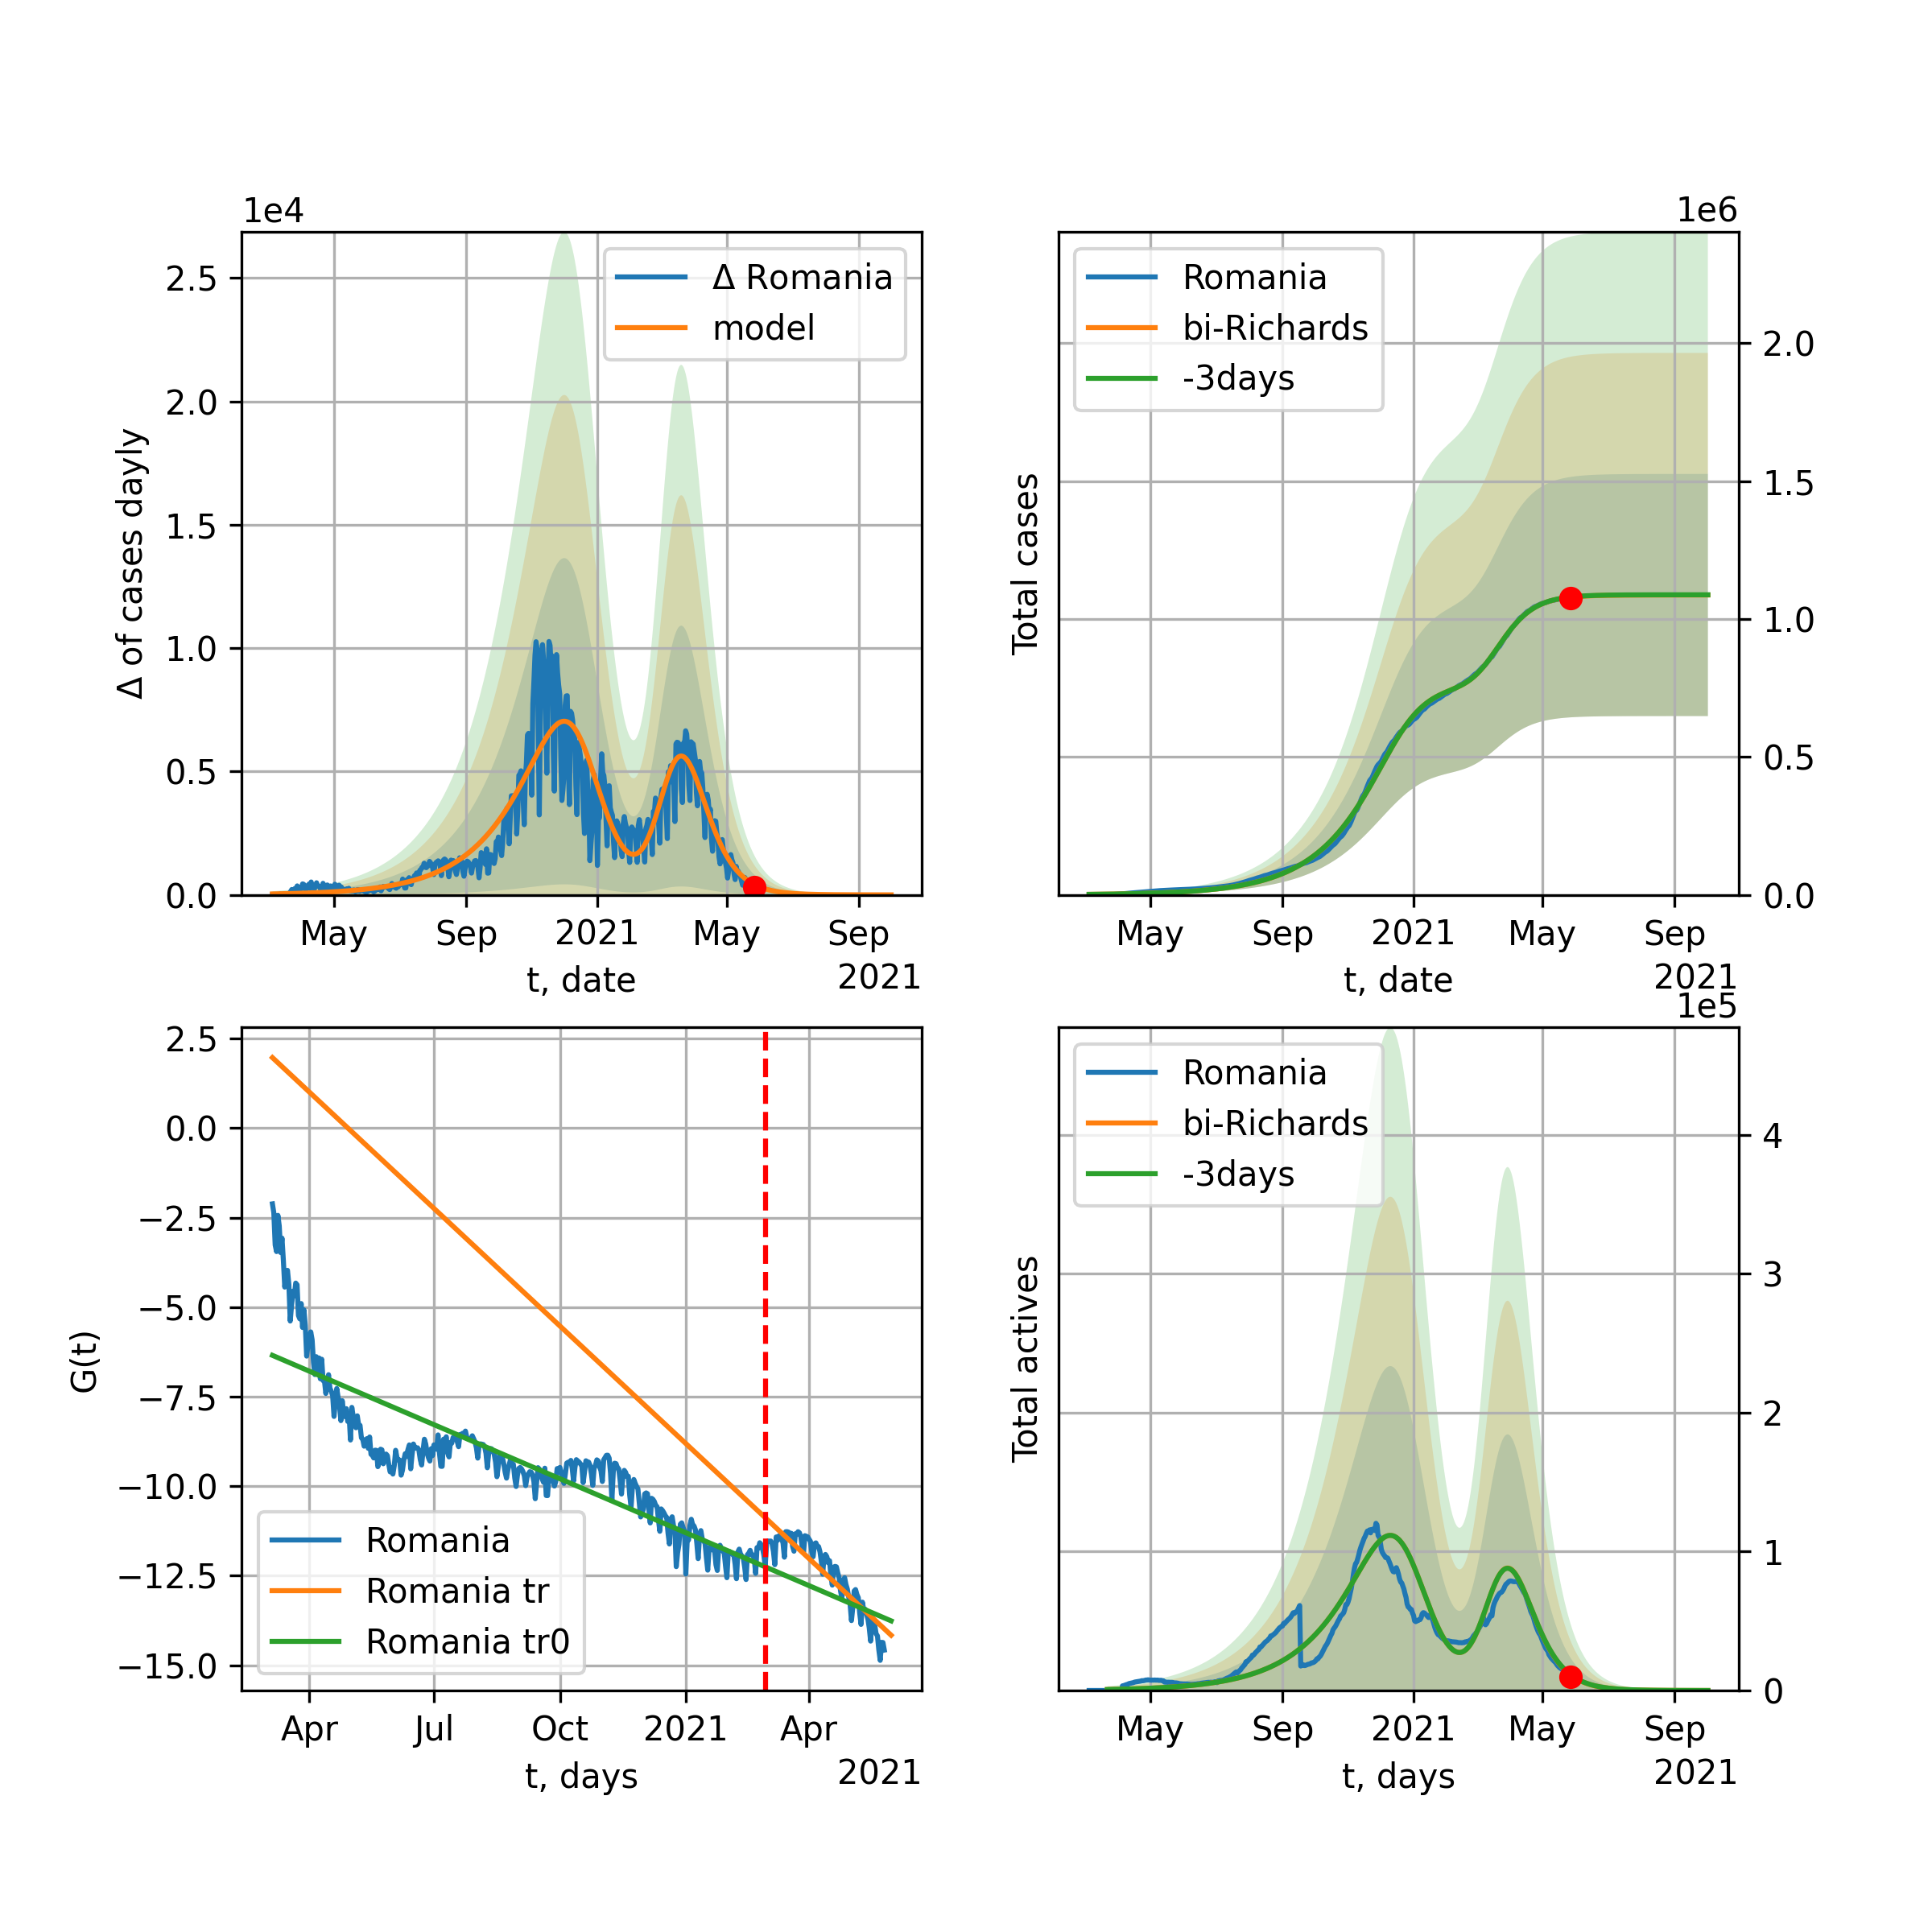 1e4
Δ of cases dayly
2.5
2.0
1.5
1.0
0.5
0.0
Δ Romania
model
May
Sep
2021
May
Sep
t, date
2021
1e6
Total cases
Romania
bi-Richards
-3days
2.0
1.5
1.0
0.5
0.0
May
Sep
2021
May
Sep
t, date
2021
G(t)
2.5
0.0
−2.5
−5.0
−7.5
−10.0
−12.5
−15.0
Romania
Romania tr
Romania tr0
Apr
Jul
Oct
2021
Apr
t, days
2021
1e5
Total actives
Romania
bi-Richards
-3days
4
3
2
1
0
May
Sep
2021
May
Sep
t, days
2021